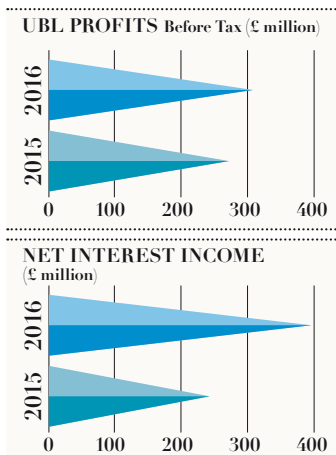 UBL PROFITS Before Tax (£ million)
2016
2015
0 100 200 300 400
NET INTEREST INCOME
(£ million)
2016
2015
0 100 200 300 400